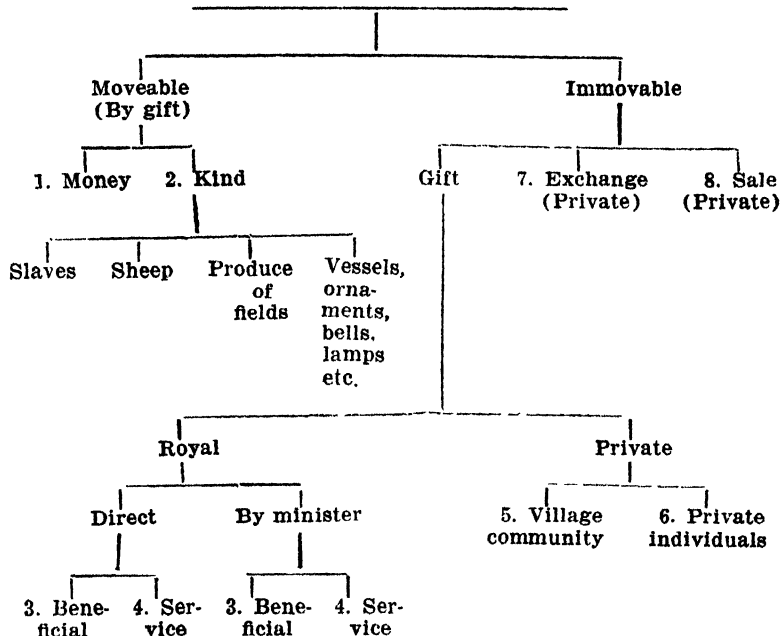 Moveable
(By gift)
Immovable
1. Money
2. Kind
Gift
7. Exchange
(Private)
8. Sale
(Private)
Slaves
Sheep
Produce
of
fields
Vessels,
orna-
ments,
bells,
lamps
etc.
Royal
Private
Direct
By minister
5. Village
community
6. Private
individuals
3. Bene-
ficial
4. Ser-
vice
3. Bene-
ficial
4. Ser-
vice